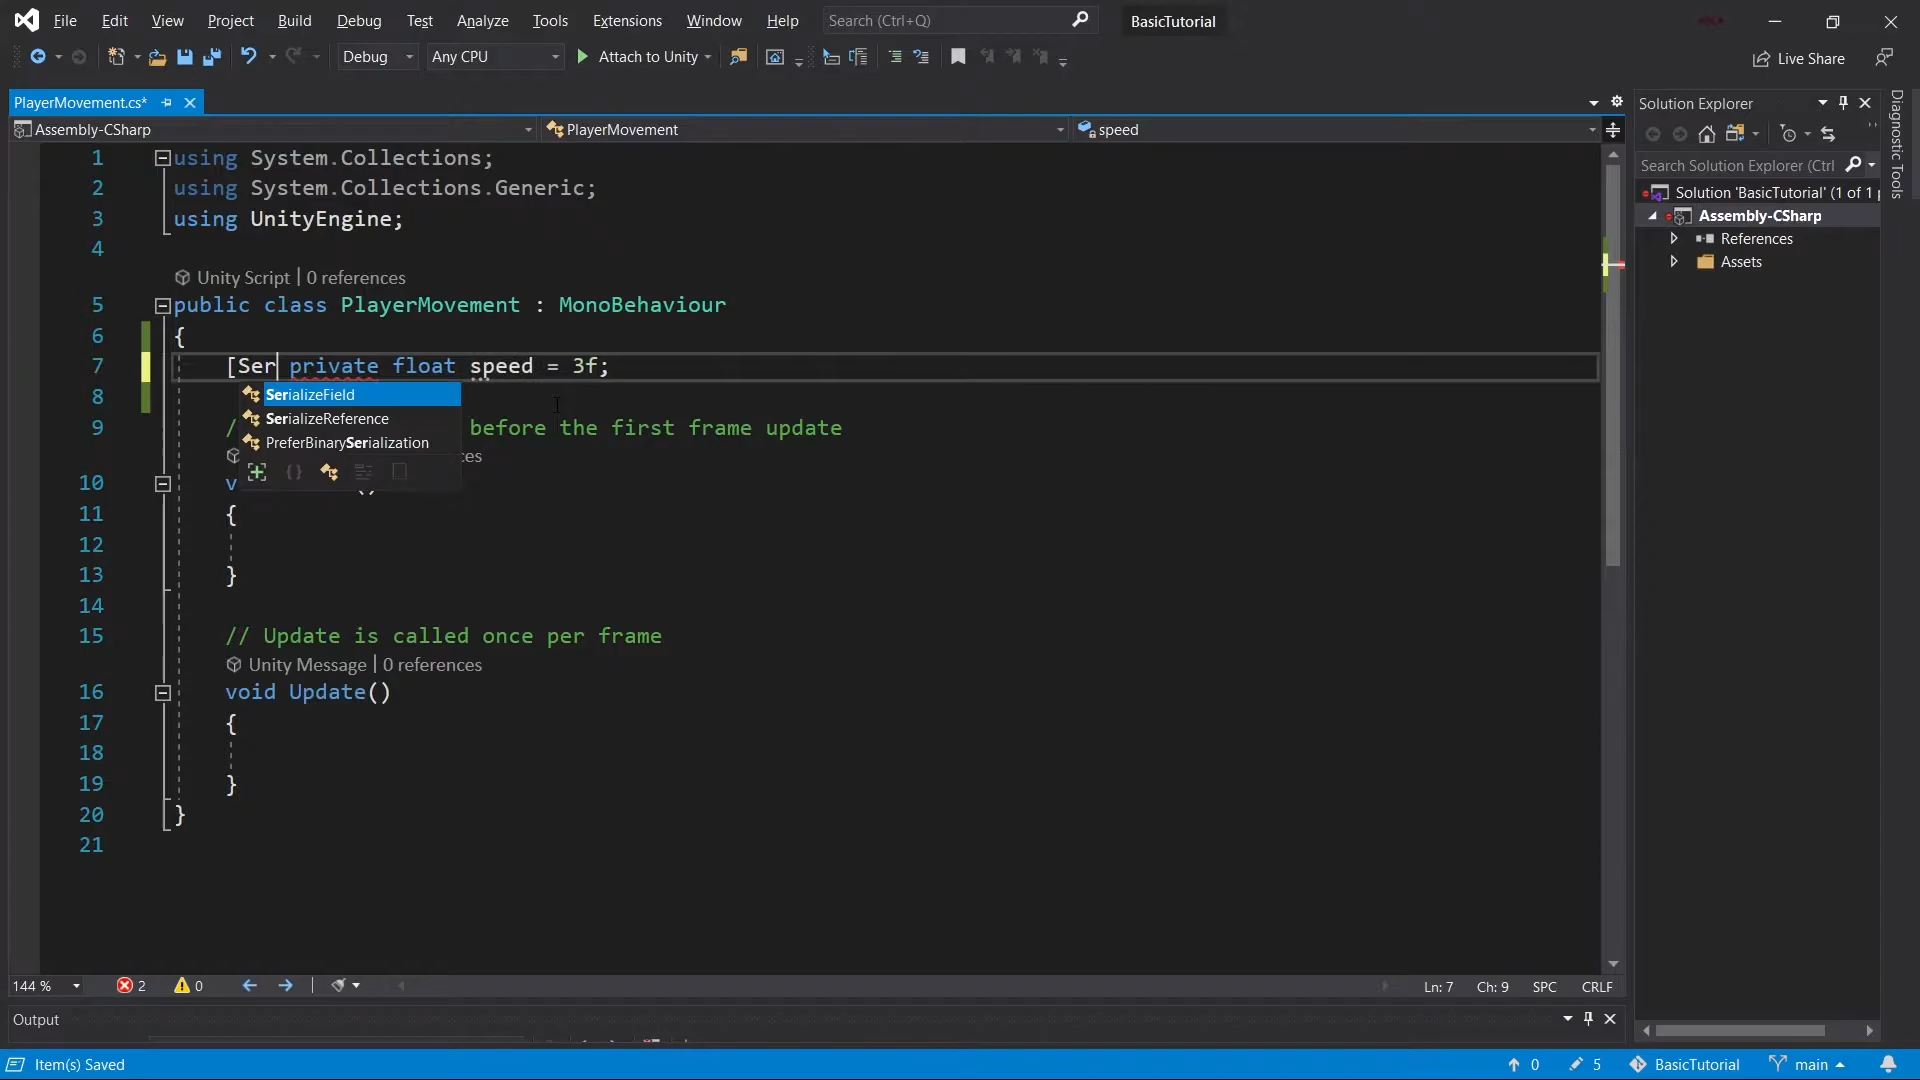 File Edit View Project Build Debug Test Analyze Tools Extensions Window Help Search (Ctrl+Q) BasicTutorial
Debug Any CPU Attach to Unity Live Share
PlayerMovement.cs*
Assembly-CSharp PlayerMovement speed
1 using System.Collections;
2 using System.Collections.Generic;
3 using UnityEngine;
4
Unity Script | 0 references
5 public class PlayerMovement : MonoBehaviour
6 {
7 [Ser private float speed = 3f;
8 SerializeField
SerializeReference
9 / before the first frame update
PreferBinarySerialization
ces
10 v ()
11 {
12
13 }
14
15 // Update is called once per frame
Unity Message | 0 references
16 void Update()
17 {
18
19 }
20 }
21
144 % 2 0 Ln: 7 Ch: 9 SPC CRLF
Output
Item(s) Saved 0 5 BasicTutorial main
Solution Explorer
Search Solution Explorer (Ctrl
Solution 'BasicTutorial' (1 of 1
Assembly-CSharp
References
Assets
Diagnostic Tools